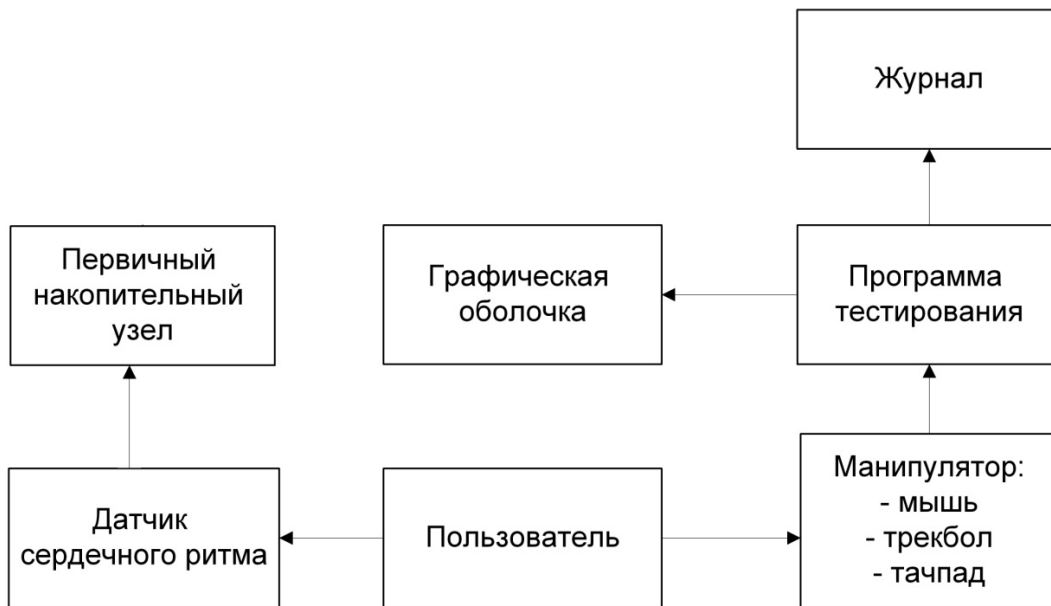 Журнал
Первичный
накопительный
узел
Графическая
оболочка
Программа
тестирования
Датчик
сердечного ритма
Пользователь
Манипулятор:
- мышь
- трекбол
- тачпад